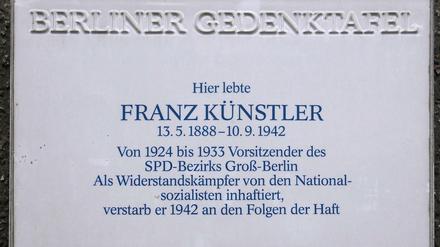 BERLINER GEDENKTAFEL
Hier lebte
FRANZ KÜNSTLER
13.5.1888–10.9.1942
Von 1924 bis 1933 Vorsitzender des
SPD-Bezirks Groß-Berlin
Als Widerstandskämpfer von den National-
sozialisten inhaftiert,
verstarb er 1942 an den Folgen der Haft